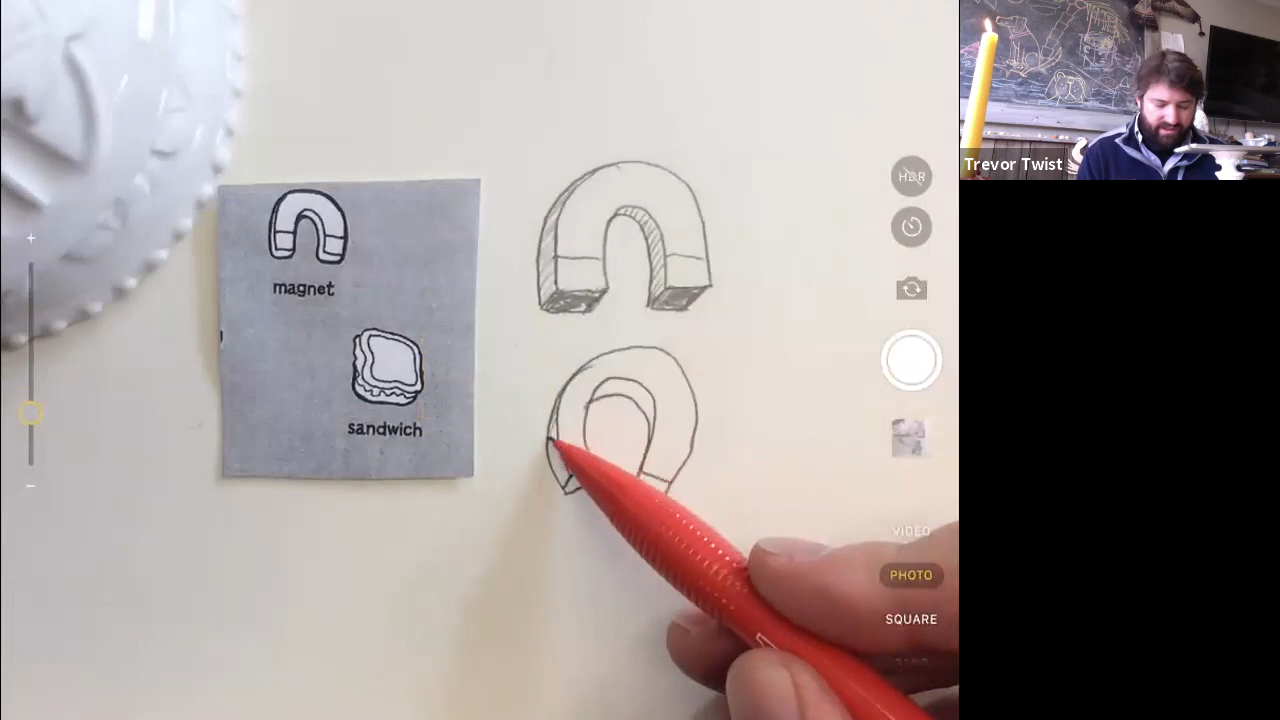 magnet
sandwich
Trevor Twist
HDR
VIDEO
PHOTO
SQUARE